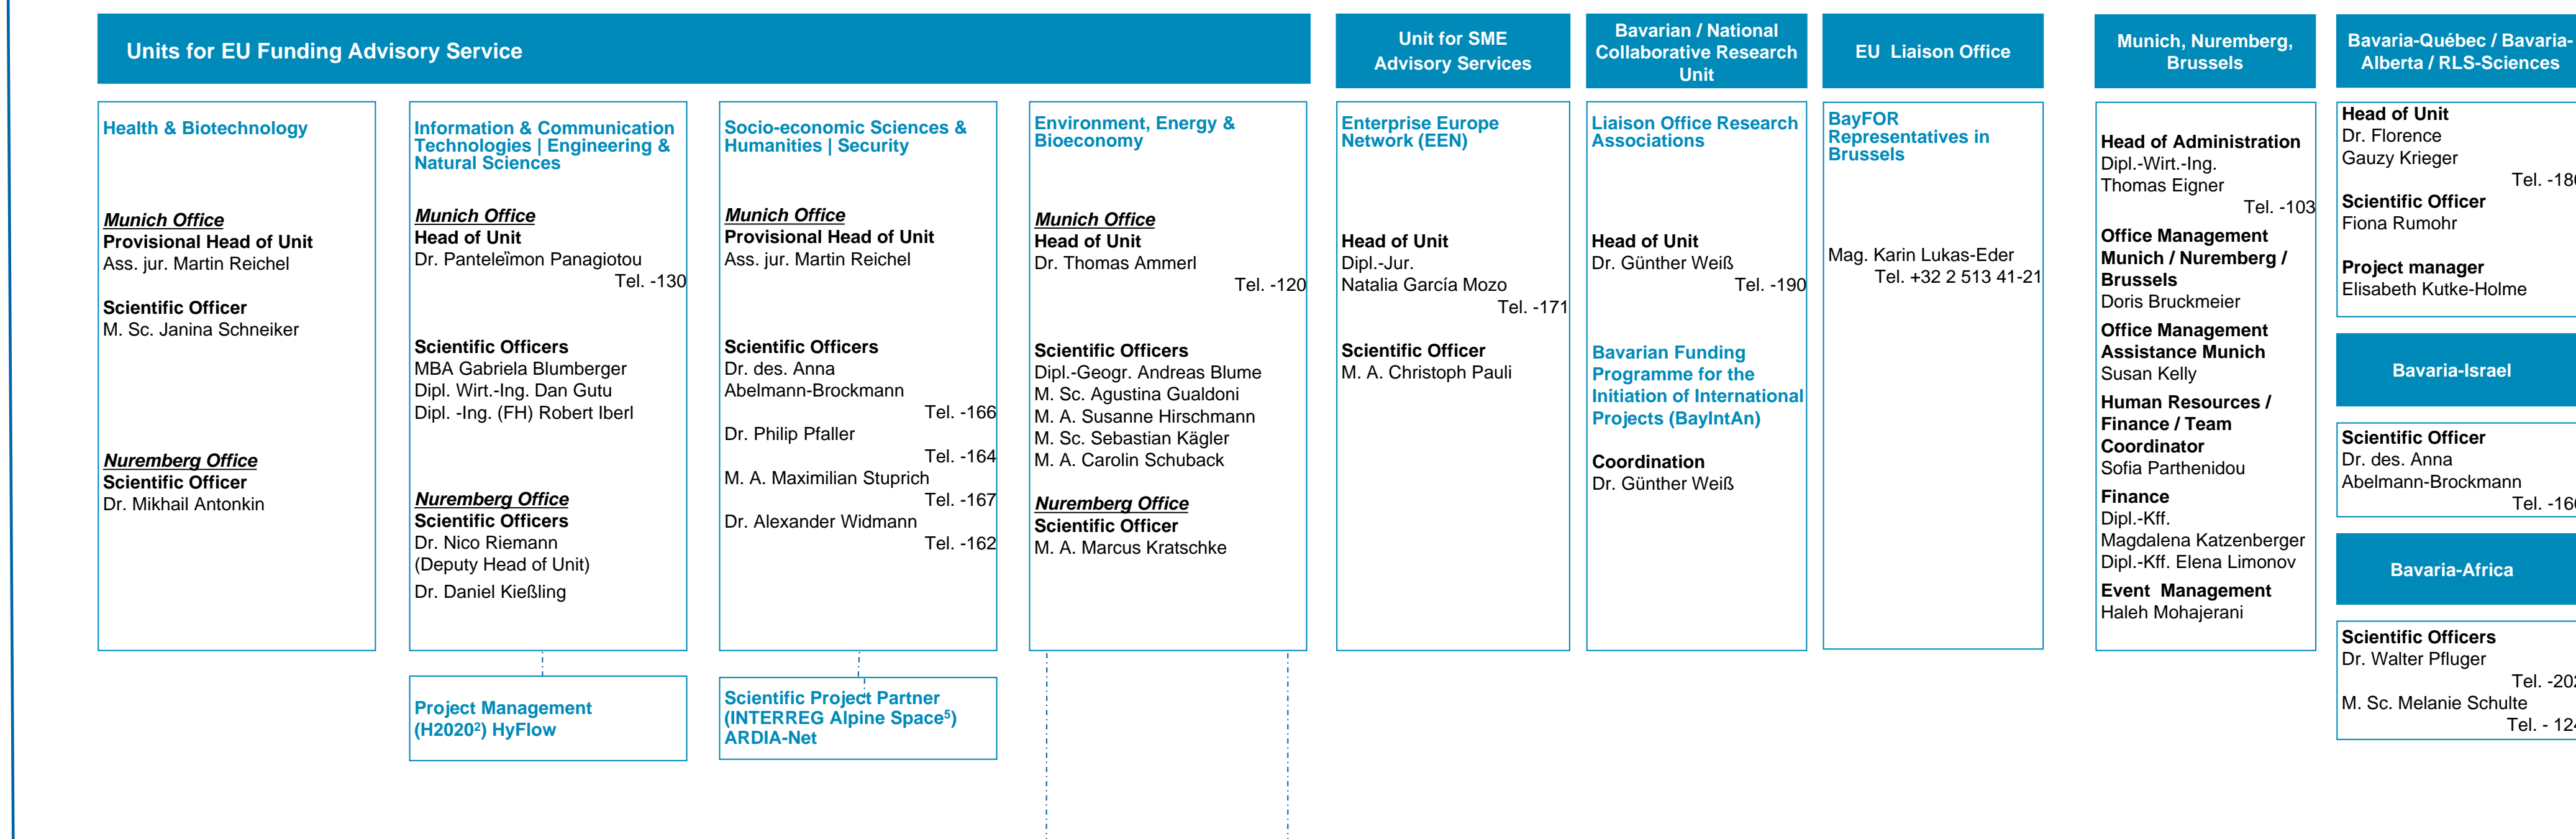 Units for EU Funding Advisory Service
Health & Biotechnology
Munich Office
Provisional Head of Unit
Ass. jur. Martin Reichel
Scientific Officer
M. Sc. Janina Schneiker
Nuremberg Office
Scientific Officer
Dr. Mikhail Antonkin
Information & Communication
Technologies | Engineering &
Natural Sciences
Munich Office
Head of Unit
Dr. Panteleïmon Panagiotou
Tel. -130
Scientific Officers
MBA Gabriela Blumberger
Dipl. Wirt.-Ing. Dan Gutu
Dipl. -Ing. (FH) Robert Iberl
Nuremberg Office
Scientific Officers
Dr. Nico Riemann
(Deputy Head of Unit)
Dr. Daniel Kießling
Project Management
(H2020²) HyFlow
Socio-economic Sciences &
Humanities | Security
Munich Office
Provisional Head of Unit
Ass. jur. Martin Reichel
Scientific Officers
Dr. des. Anna
Abelmann-Brockmann
Tel. -166
Dr. Philip Pfaller
Tel. -164
M. A. Maximilian Stuprich
Tel. -167
Dr. Alexander Widmann
Tel. -162
Scientific Project Partner
(INTERREG Alpine Space⁵)
ARDIA-Net
Environment, Energy &
Bioeconomy
Munich Office
Head of Unit
Dr. Thomas Ammerl
Tel. -120
Scientific Officers
Dipl.-Geogr. Andreas Blume
M. Sc. Agustina Gualdoni
M. A. Susanne Hirschmann
M. Sc. Sebastian Kägler
M. A. Carolin Schuback
Nuremberg Office
Scientific Officer
M. A. Marcus Kratschke
Unit for SME
Advisory Services
Enterprise Europe
Network (EEN)
Head of Unit
Dipl.-Jur.
Natalia García Mozo
Tel. -171
Scientific Officer
M. A. Christoph Pauli
Bavarian / National
Collaborative Research
Unit
Liaison Office Research
Associations
Head of Unit
Dr. Günther Weiß
Tel. -190
Bavarian Funding
Programme for the
Initiation of International
Projects (BayIntAn)
Coordination
Dr. Günther Weiß
EU Liaison Office
BayFOR
Representatives in
Brussels
Mag. Karin Lukas-Eder
Tel. +32 2 513 41-21
Munich, Nuremberg,
Brussels
Head of Administration
Dipl.-Wirt.-Ing.
Thomas Eigner
Tel. -103
Office Management
Munich / Nuremberg /
Brussels
Doris Bruckmeier
Office Management
Assistance Munich
Susan Kelly
Human Resources /
Finance / Team
Coordinator
Sofia Parthenidou
Finance
Dipl.-Kff.
Magdalena Katzenberger
Dipl.-Kff. Elena Limonov
Event Management
Haleh Mohajerani
Bavaria-Québec / Bavaria-
Alberta / RLS-Sciences
Head of Unit
Dr. Florence
Gauzy Krieger
Tel.
Scientific Officer
Fiona Rumohr
Project manager
Elisabeth Kutke-Holme
Bavaria-Israel
Scientific Officer
Dr. des. Anna
Abelmann-Brockmann
Tel.
Bavaria-Africa
Scientific Officers
Dr. Walter Pfluger
Tel.
M. Sc. Melanie Schulte
Tel. -